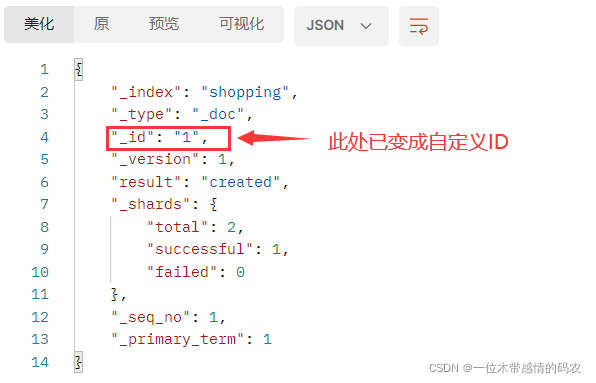 美化 原 预览 可视化 JSON
1 {
2 "_index": "shopping",
3 "_type": "_doc",
4 "_id": "1", 此处已变成自定义ID
5 "_version": 1,
6 "result": "created",
7 "_shards": {
8 "total": 2,
9 "successful": 1,
10 "failed": 0
11 },
12 "_seq_no": 1,
13 "_primary_term": 1
14 }
CSDN @一位木带感情的码农